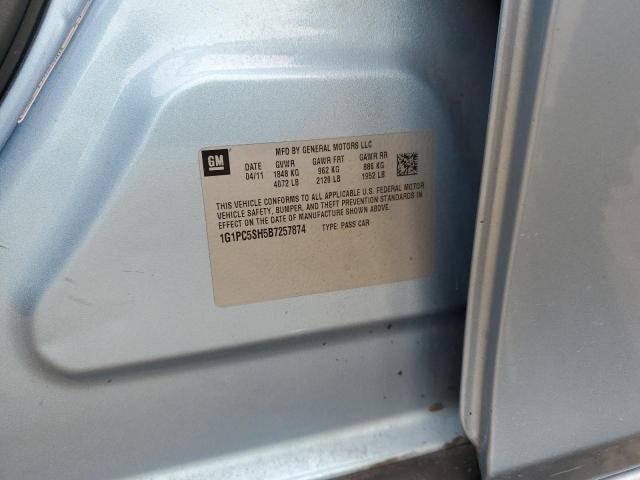 GM
MFD BY GENERAL MOTORS LLC
DATE GVWR GAWR FRT GAWR RR
04/11 1848 KG 962 KG 886 KG
4072 LB 2120 LB 1952 LB
THIS VEHICLE CONFORMS TO ALL APPLICABLE U.S. FEDERAL MOTOR
VEHICLE SAFETY, BUMPER, AND THEFT PREVENTION STANDARDS IN
EFFECT ON THE DATE OF MANUFACTURE SHOWN ABOVE.
1G1PC5SH5B7257874 TYPE: PASS CAR